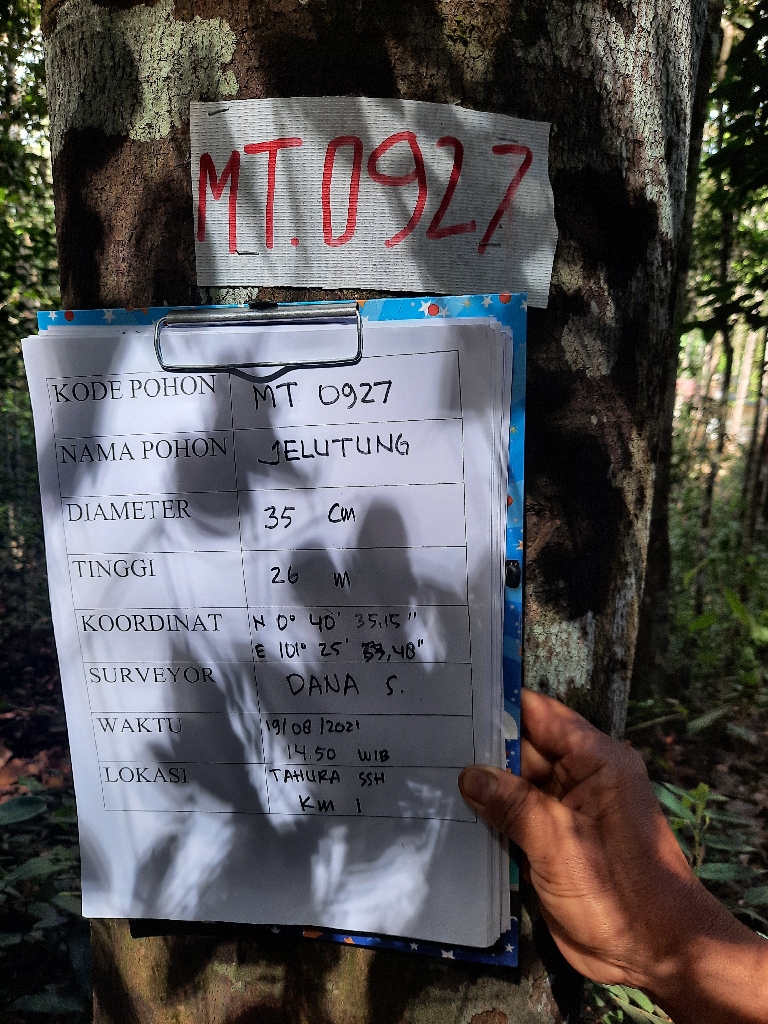 MT.0927
KODE POHON MT 0927
NAMA POHON JELUTUNG
DIAMETER 35 Cm
TINGGI 26 m
KOORDINAT N 0° 40' 35.15"
E 101° 25' 33,48"
SURVEYOR DANA S.
WAKTU 19/08/2021
14.50 WIB
LOKASI TAHURA SSH
Km 1